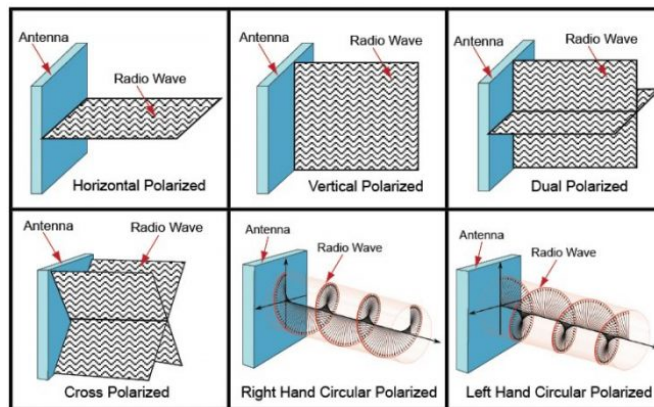 Antenna
Radio Wave
Horizontal Polarized
Antenna
Radio Wave
Vertical Polarized
Antenna
Radio Wave
Dual Polarized
Antenna
Radio Wave
Cross Polarized
Antenna
Radio Wave
Right Hand Circular Polarized
Antenna
Radio Wave
Left Hand Circular Polarized